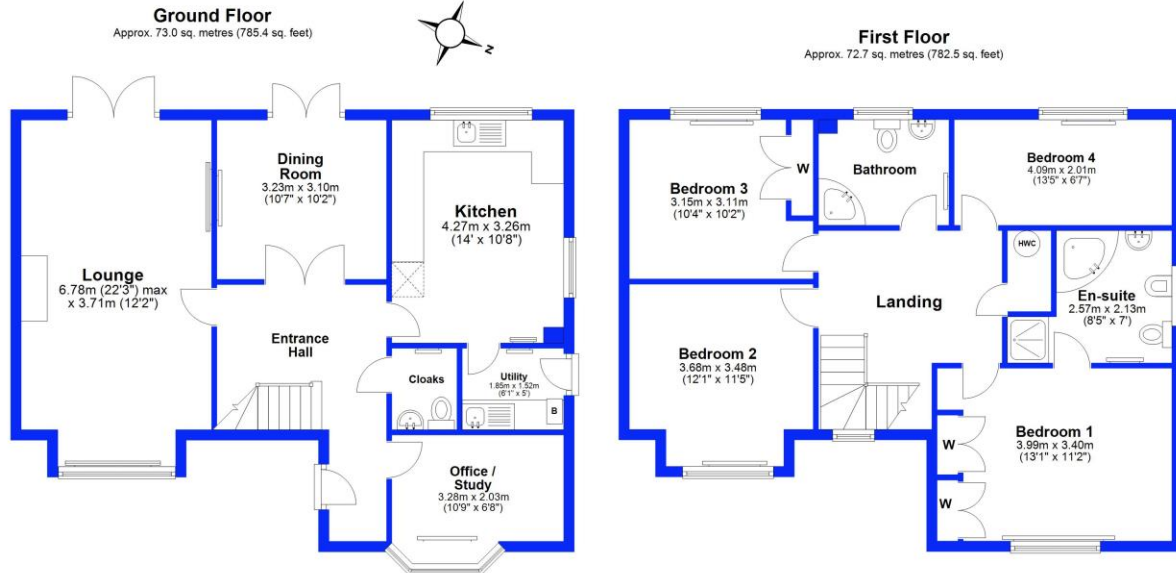 Ground Floor
Approx. 73.0 sq. metres (785.4 sq. feet)
N
Dining
Room
3.23m x 3.10m
(10'7" x 10'2")
Kitchen
4.27m x 3.26m
(14' x 10'8")
Lounge
6.78m (22'3") max
x 3.71m (12'2")
Entrance
Hall
Cloaks
Utility
1.85m x 1.52m
(6'1" x 5')
B
Office /
Study
3.28m x 2.03m
(10'9" x 6'8")
First Floor
Approx. 72.7 sq. metres (782.5 sq. feet)
Bedroom 3
3.15m x 3.11m
(10'4" x 10'2")
W
Bathroom
Bedroom 4
4.09m x 2.01m
(13'5" x 6'7")
HWC
En-suite
2.57m x 2.13m
(8'5" x 7')
Landing
Bedroom 2
3.68m x 3.48m
(12'1" x 11'5")
Bedroom 1
3.99m x 3.40m
(13'1" x 11'2")
W
W